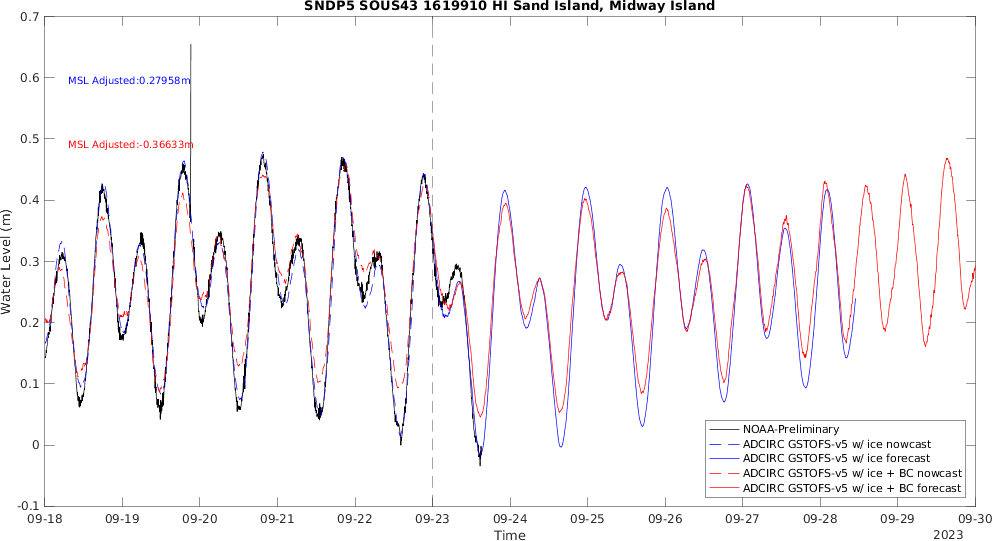 SNDP5 SOUS43 1619910 HI Sand Island, Midway Island
0.7
0.6
0.5
0.4
0.3
0.2
0.1
0
-0.1
Water Level (m)
MSL Adjusted:0.27958m
MSL Adjusted:-0.36633m
NOAA-Preliminary
ADCIRC GSTOFS-v5 w/ ice nowcast
ADCIRC GSTOFS-v5 w/ ice forecast
ADCIRC GSTOFS-v5 w/ ice + BC nowcast
ADCIRC GSTOFS-v5 w/ ice + BC forecast
09-18 09-19 09-20 09-21 09-22 09-23 09-24 09-25 09-26 09-27 09-28 09-29 09-30
Time
2023